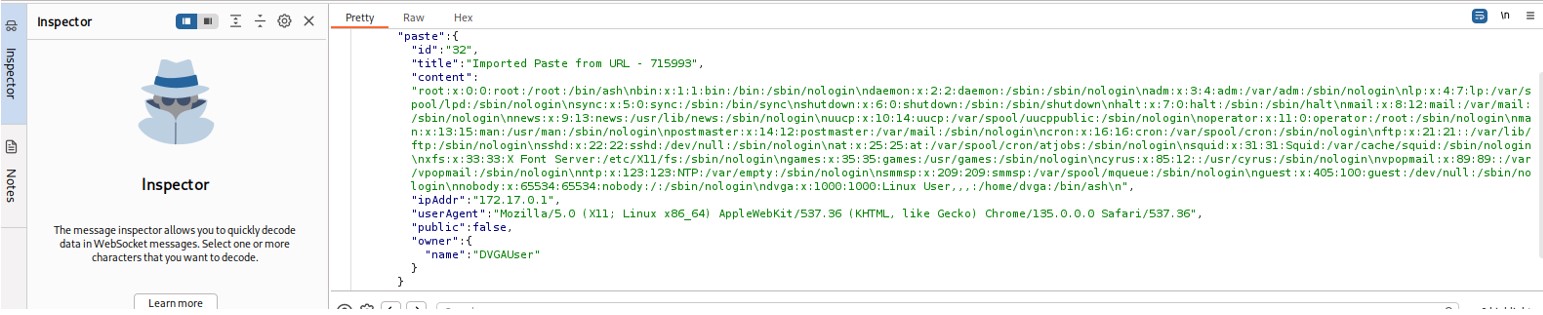 Inspector
Pretty
Raw
Hex
\n
Inspector
Notes
Inspector
The message inspector allows you to quickly decode
data in WebSocket messages. Select one or more
characters that you want to decode.
Learn more
"paste":{
"id":"32",
"title":"Imported Paste from URL - 715993",
"content":
"root:x:0:0:root:/root:/bin/ash\nbin:x:1:1:bin:/bin:/sbin/nologin\ndaemon:x:2:2:daemon:/sbin:/sbin/nologin\nadm:x:3:4:adm:/var/adm:/sbin/nologin\nlp:x:4:7:lp:/var/s
pool/lpd:/sbin/nologin\nsync:x:5:0:sync:/sbin:/bin/sync\nshutdown:x:6:0:shutdown:/sbin:/sbin/shutdown\nhalt:x:7:0:halt:/sbin:/sbin/halt\nmail:x:8:12:mail:/var/mail:
/sbin/nologin\nnews:x:9:13:news:/usr/lib/news:/sbin/nologin\nuucp:x:10:14:uucp:/var/spool/uucppublic:/sbin/nologin\noperator:x:11:0:operator:/root:/sbin/nologin\nma
n:x:13:15:man:/usr/man:/sbin/nologin\npostmaster:x:14:12:postmaster:/var/mail:/sbin/nologin\ncron:x:16:16:cron:/var/spool/cron:/sbin/nologin\nftp:x:21:21::/var/lib/
ftp:/sbin/nologin\nsshd:x:22:22:sshd:/dev/null:/sbin/nologin\nat:x:25:25:at:/var/spool/cron/atjobs:/sbin/nologin\nsquid:x:31:31:Squid:/var/cache/squid:/sbin/nologin
\nxfs:x:33:33:X Font Server:/etc/X11/fs:/sbin/nologin\ngames:x:35:35:games:/usr/games:/sbin/nologin\ncyrus:x:85:12::/usr/cyrus:/sbin/nologin\nvpopmail:x:89:89::/var
/vpopmail:/sbin/nologin\nntp:x:123:123:NTP:/var/empty:/sbin/nologin\nsmmsp:x:209:209:smmsp:/var/spool/mqueue:/sbin/nologin\nguest:x:405:100:guest:/dev/null:/sbin/no
login\nnobody:x:65534:65534:nobody:/:/sbin/nologin\ndvga:x:1000:1000:Linux User,,,:/home/dvga:/bin/ash\n",
"ipAddr":"172.17.0.1",
"userAgent":"Mozilla/5.0 (X11; Linux x86_64) AppleWebKit/537.36 (KHTML, like Gecko) Chrome/135.0.0.0 Safari/537.36",
"public":false,
"owner":{
"name":"DVGAUser"
}
}